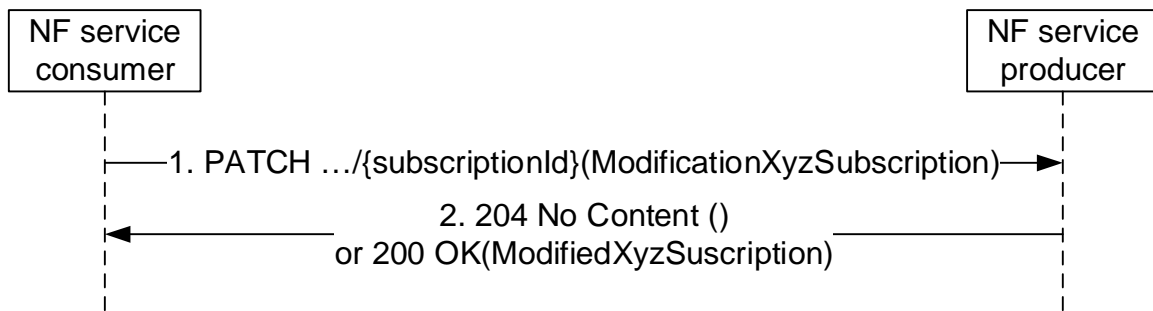 NF service
consumer
NF service
producer
1. PATCH …/{subscriptionId}(ModificationXyzSubscription)
2. 204 No Content ()
or 200 OK(ModifiedXyzSuscription)